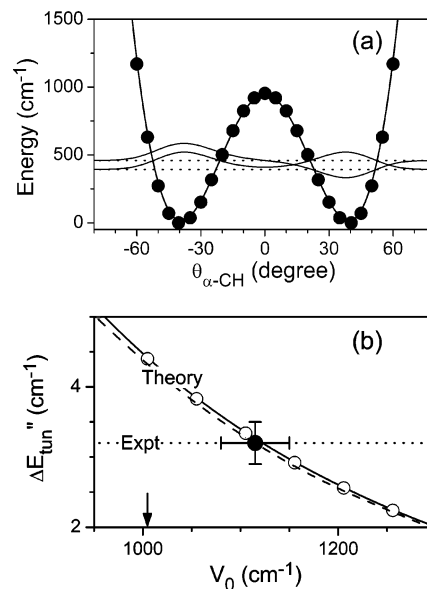 (a)
Energy (cm⁻¹)
1500
1000
500
0
-60 -30 0 30 60
θα-CH (degree)
(b)
ΔEtun" (cm⁻¹)
4
2
Theory
Expt
1000 1200
V₀ (cm⁻¹)